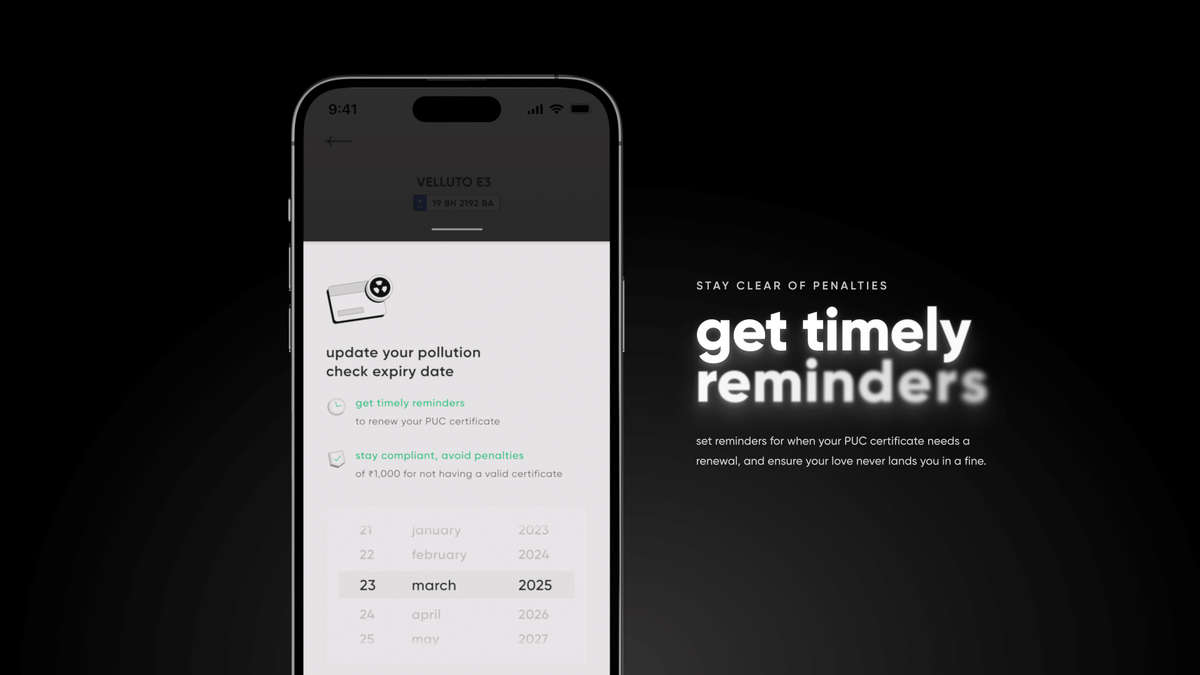 9:41
VELLUTO E3
19 BH 2192 BA
update your pollution
check expiry date
get timely reminders
to renew your PUC certificate
stay compliant, avoid penalties
of ₹1,000 for not having a valid certificate
21 january 2023
22 february 2024
23 march 2025
24 april 2026
25 may 2027
STAY CLEAR OF PENALTIES
get timely
reminders
set reminders for when your PUC certificate needs a
renewal, and ensure your love never lands you in a fine.